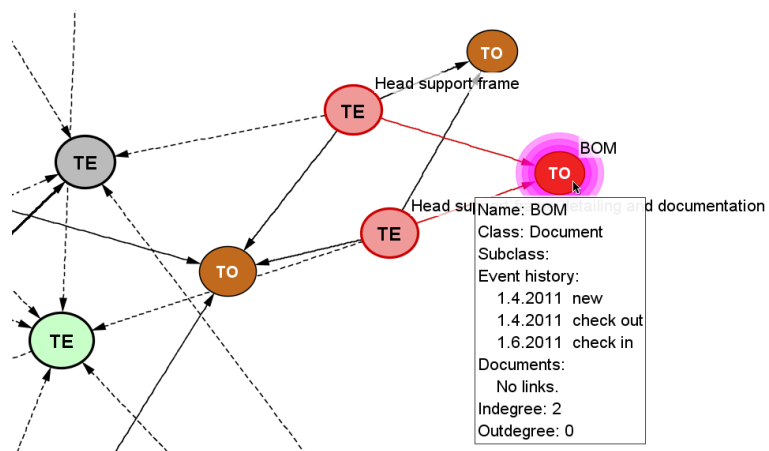 TO
Head support frame
TE
BOM
TE
TO
Head su etailing and documentation
Name: BOM
Class: Document
Subclass:
Event history:
1.4.2011 new
1.4.2011 check out
1.6.2011 check in
Documents:
No links.
Indegree: 2
Outdegree: 0
TE
TO
TE